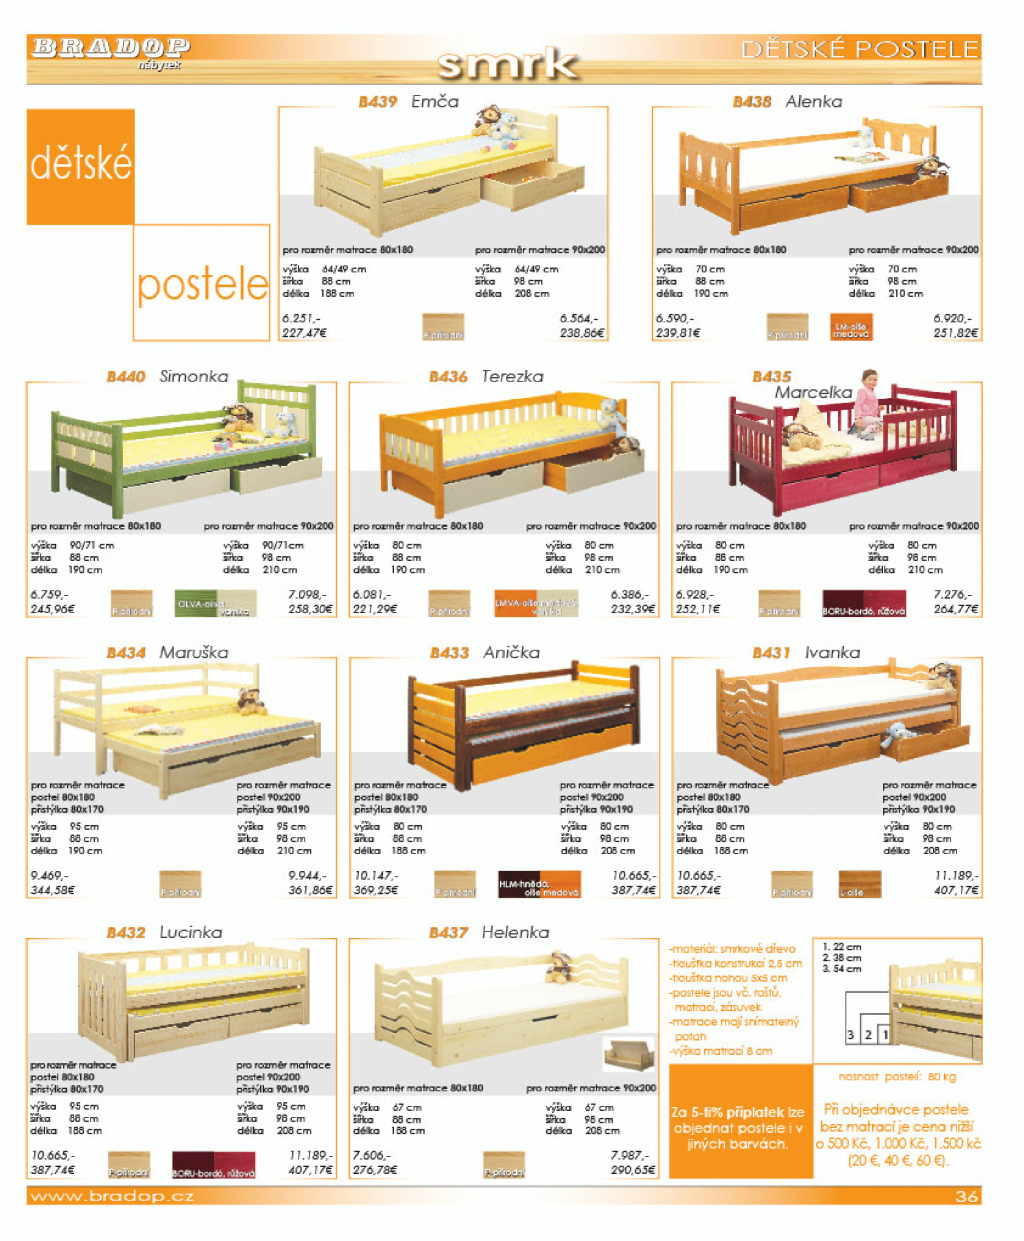 BRADOP
nábytek
smrk
DĚTSKÉ POSTELE
dětské
postele
B439 Emča
pro rozměr matrace 80x180 pro rozměr matrace 90x200
výška 64/49 cm výška 64/49 cm
šířka 88 cm šířka 98 cm
délka 188 cm délka 208 cm
6.251,- 6.564,-
227,47€ P-přírodní 238,86€
B438 Alenka
pro rozměr matrace 80x180 pro rozměr matrace 90x200
výška 70 cm výška 70 cm
šířka 88 cm šířka 98 cm
délka 190 cm délka 210 cm
6.590,- 6.920,-
239,81€ P-přírodní LM-olše medová 251,82€
B440 Simonka
pro rozměr matrace 80x180 pro rozměr matrace 90x200
výška 90/71 cm výška 90/71cm
šířka 88 cm šířka 98 cm
délka 190 cm délka 210 cm
6.759,- 7.098,-
245,96€ P-přírodní OLVA-oliva, vanilka 258,30€
B436 Terezka
pro rozměr matrace 80x180 pro rozměr matrace 90x200
výška 80 cm výška 80 cm
šířka 88 cm šířka 98 cm
délka 190 cm délka 210 cm
6.081,- 6.386,-
221,29€ P-přírodní LMVA-olše medová, vanilka 232,39€
B435
Marcelka
pro rozměr matrace 80x180 pro rozměr matrace 90x200
výška 80 cm výška 80 cm
šířka 88 cm šířka 98 cm
délka 190 cm délka 210 cm
6.928,- 7.276,-
252,11€ P-přírodní BORU-bordó, růžová 264,77€
B434 Maruška
pro rozměr matrace pro rozměr matrace
postel 80x180 postel 90x200
přistýlka 80x170 přistýlka 90x190
výška 95 cm výška 95 cm
šířka 88 cm šířka 98 cm
délka 190 cm délka 210 cm
9.469,- 9.944,-
344,58€ P-přírodní 361,86€
B433 Anička
pro rozměr matrace pro rozměr matrace
postel 80x180 postel 90x200
přistýlka 80x170 přistýlka 90x190
výška 80 cm výška 80 cm
šířka 88 cm šířka 98 cm
délka 188 cm délka 208 cm
10.147,- 10.665,-
369,25€ P-přírodní HLM-hnědá, olše medová 387,74€
B431 Ivanka
pro rozměr matrace pro rozměr matrace
postel 80x180 postel 90x200
přistýlka 80x170 přistýlka 90x190
výška 80 cm výška 80 cm
šířka 88 cm šířka 98 cm
délka 188 cm délka 208 cm
10.665,- 11.189,-
387,74€ P-přírodní L-olše 407,17€
B432 Lucinka
pro rozměr matrace pro rozměr matrace
postel 80x180 postel 90x200
přistýlka 80x170 přistýlka 90x190
výška 95 cm výška 95 cm
šířka 88 cm šířka 98 cm
délka 188 cm délka 208 cm
10.665,- 11.189,-
387,74€ P-přírodní BORU-bordó, růžová 407,17€
B437 Helenka
pro rozměr matrace 80x180 pro rozměr matrace 90x200
výška 67 cm výška 67 cm
šířka 88 cm šířka 98 cm
délka 188 cm délka 208 cm
7.606,- 7.987,-
276,78€ P-přírodní 290,65€
-materiál: smrkové dřevo
-tloušťka konstrukcí 2,5 cm
-tloušťka nohou 5x5 cm
-postele jsou vč. roštů,
matrací, zásuvek
-matrace mají snímatelný
potah
-výška matrací 8 cm
1. 22 cm
2. 38 cm
3. 54 cm
3 2 1
nosnost postelí: 80 kg
Za 5-ti% příplatek lze
objednat postele i v
jiných barvách.
Při objednávce postele
bez matrací je cena nižší
o 500 Kč, 1.000 Kč, 1.500 kč
(20 €, 40 €, 60 €).
www.bradop.cz 36